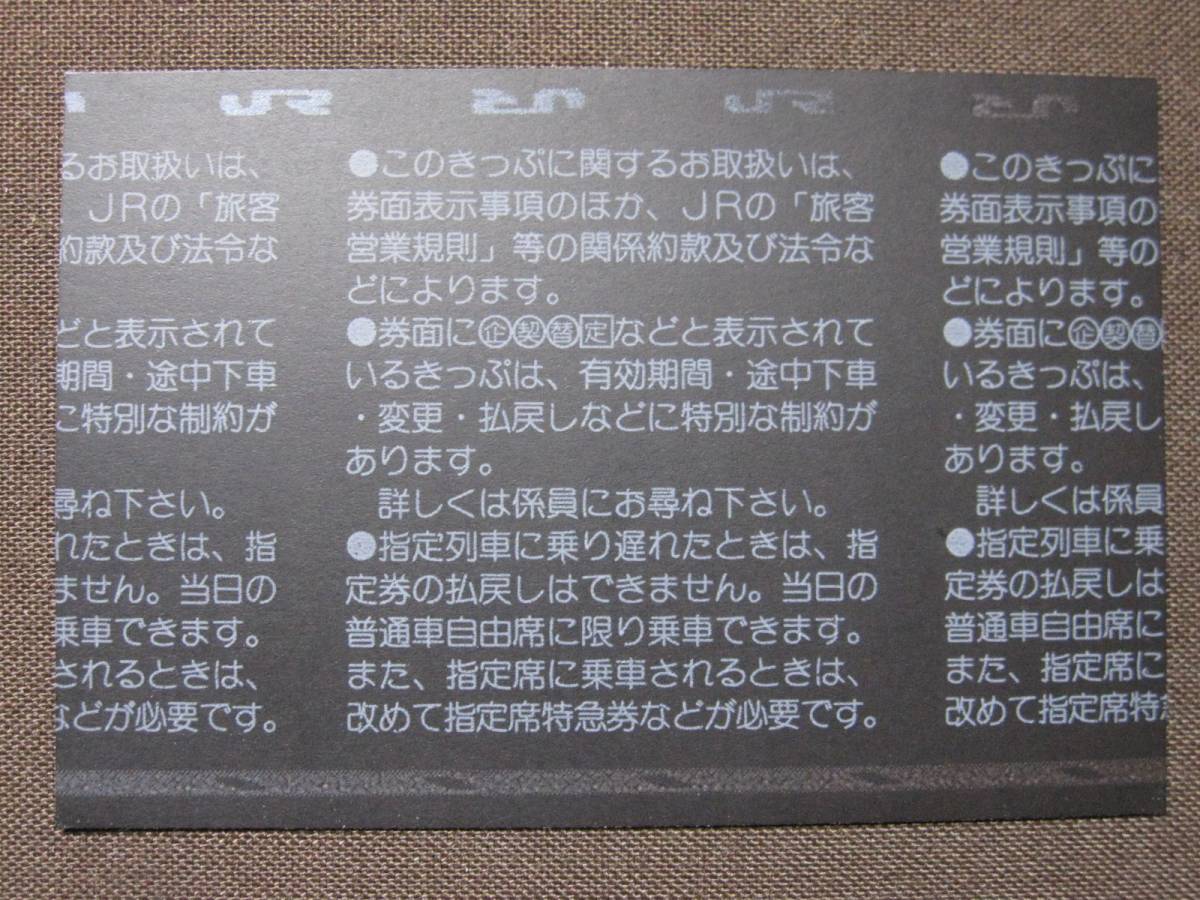 JR JR JR JR
るお取扱いは、 ●このきっぷに関するお取扱いは、 ●このきっぷに
ＪＲの「旅客 券面表示事項のほか、ＪＲの「旅客 券面表示事項の
約款及び法令な 営業規則」等の関係約款及び法令な 営業規則」等の
どによります。 どによります。
どと表示されて ●券面に㊭㊝㊟定などと表示されて ●券面に
期間・途中下車 いるきっぷは、有効期間・途中下車 いるきっぷは、
に特別な制約が ・変更・払戻しなどに特別な制約が ・変更・払戻し
あります。 あります。
尋ね下さい。 詳しくは係員にお尋ね下さい。 詳しくは係員
れたときは、指 ●指定列車に乗り遅れたときは、指 ●指定列車に乗
ません。当日の 定券の払戻しはできません。当日の 定券の払戻しは
乗車できます。 普通車自由席に限り乗車できます。 普通車自由席に
されるときは、 また、指定席に乗車されるときは、 また、指定席に
などが必要です。 改めて指定席特急券などが必要です。 改めて指定席特